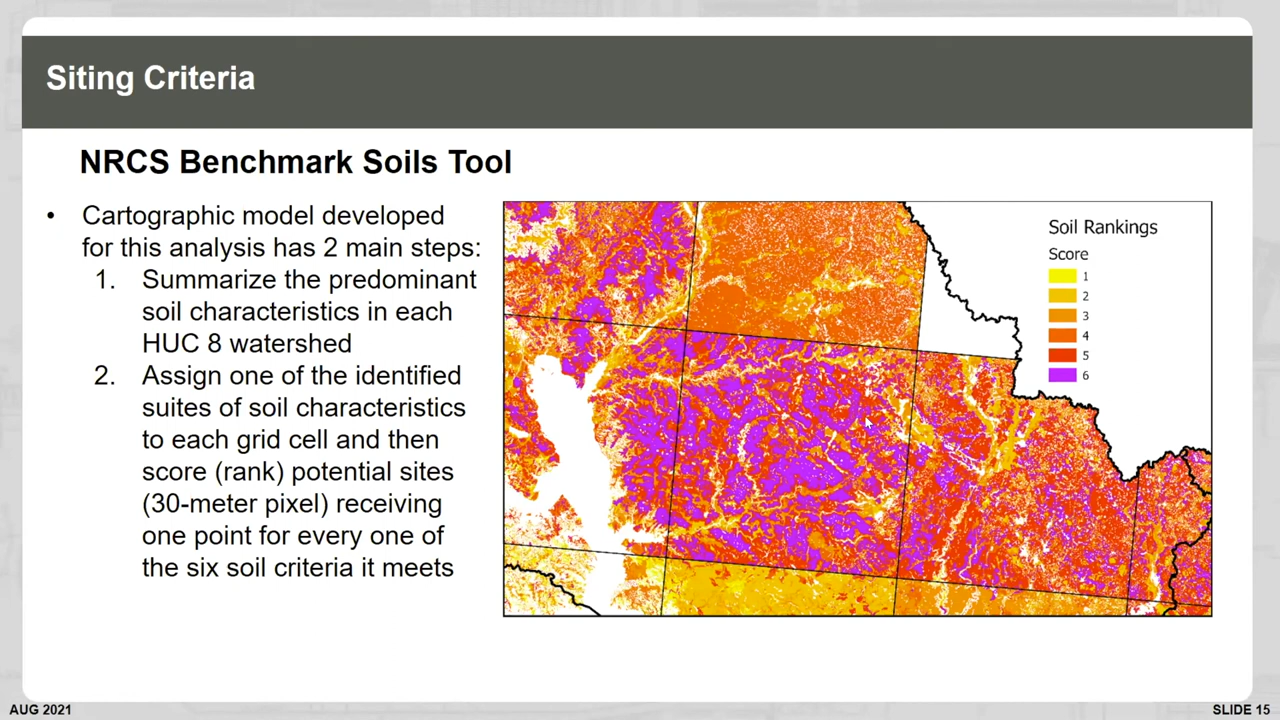 Siting Criteria
NRCS Benchmark Soils Tool
• Cartographic model developed
for this analysis has 2 main steps:
1. Summarize the predominant
soil characteristics in each
HUC 8 watershed
2. Assign one of the identified
suites of soil characteristics
to each grid cell and then
score (rank) potential sites
(30-meter pixel) receiving
one point for every one of
the six soil criteria it meets
Soil Rankings
Score
1
2
3
4
5
6
AUG 2021
SLIDE 15